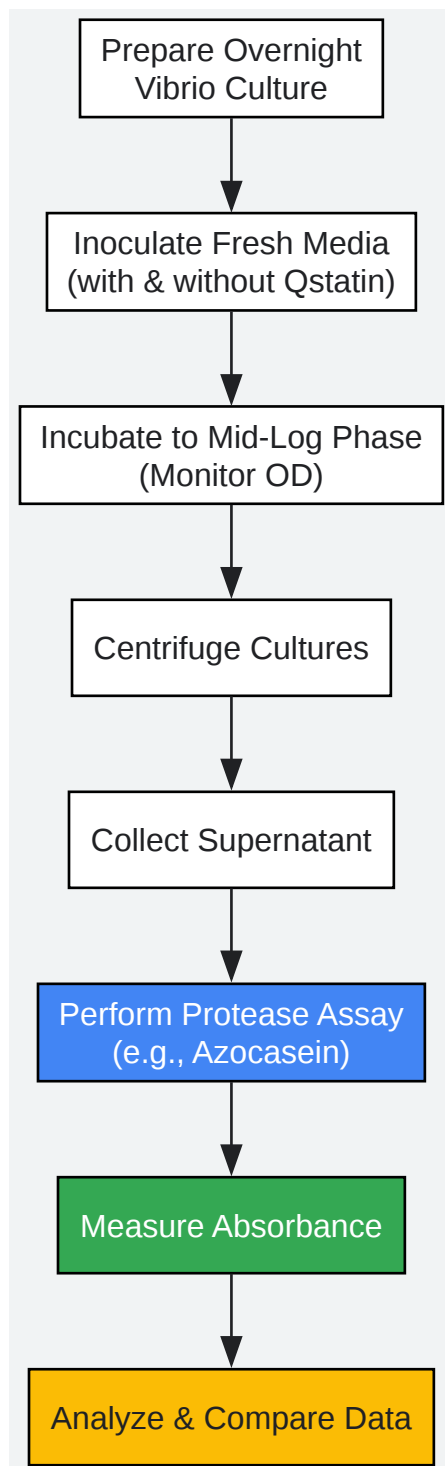 Prepare Overnight
Vibrio Culture
Inoculate Fresh Media
(with & without Qstatin)
Incubate to Mid-Log Phase
(Monitor OD)
Centrifuge Cultures
Collect Supernatant
Perform Protease Assay
(e.g., Azocasein)
Measure Absorbance
Analyze & Compare Data